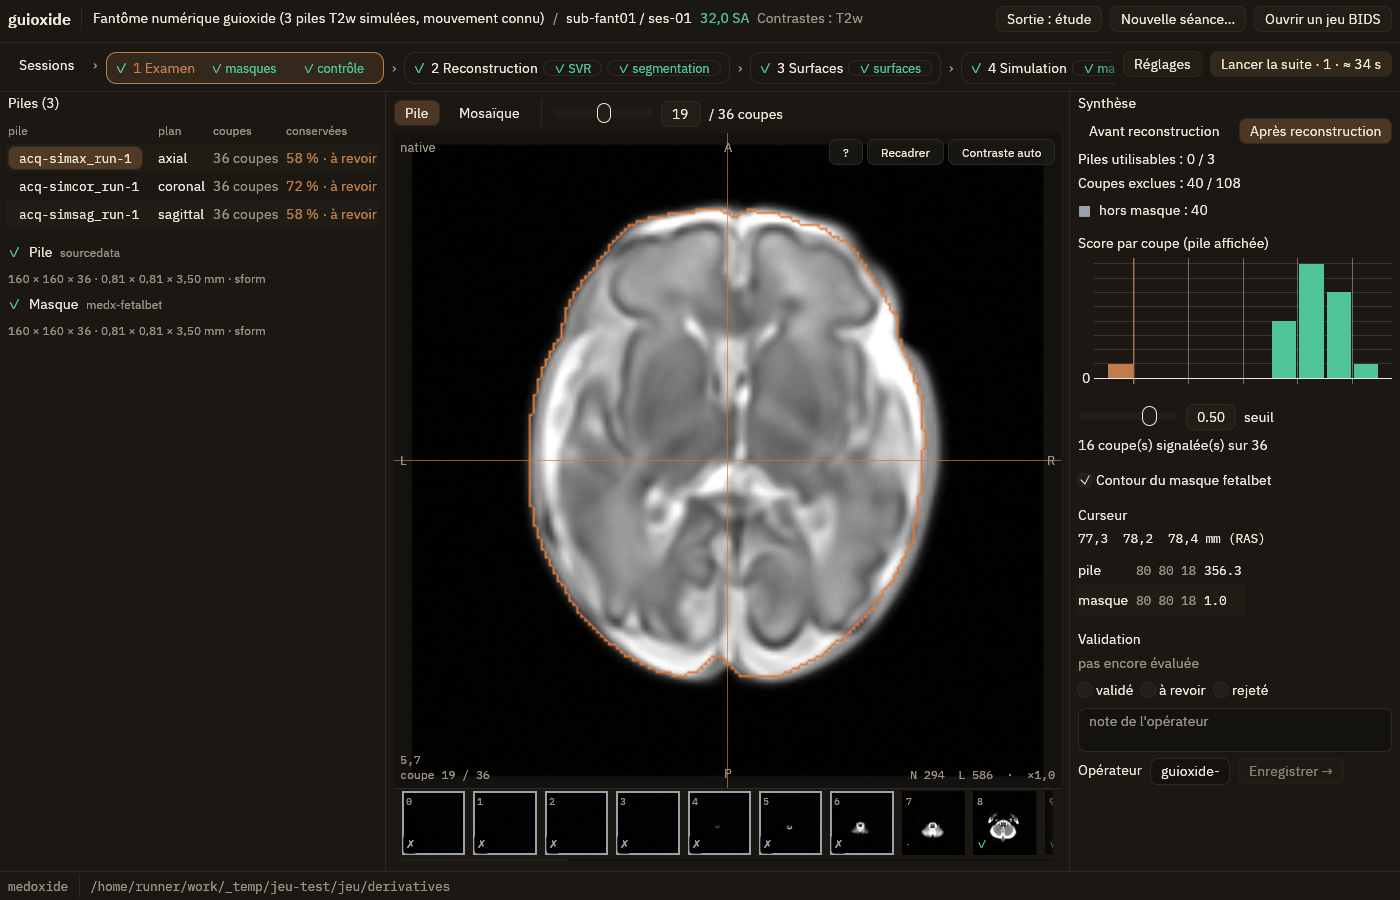 guioxide Fantôme numérique guioxide (3 piles T2w simulées, mouvement connu) / sub-fant01 / ses-01 32,0 SA Contrastes : T2w Sortie : étude Nouvelle séance… Ouvrir un jeu BIDS
Sessions › ✓ 1 Examen ✓ masques ✓ contrôle › ✓ 2 Reconstruction ✓ SVR ✓ segmentation › ✓ 3 Surfaces ✓ surfaces › ✓ 4 Simulation ✓ ma Réglages Lancer la suite · 1 · ≈ 34 s
Piles (3)
pile plan coupes conservées
acq-simax_run-1 axial 36 coupes 58 % · à revoir
acq-simcor_run-1 coronal 36 coupes 72 % · à revoir
acq-simsag_run-1 sagittal 36 coupes 58 % · à revoir
✓ Pile sourcedata
160 × 160 × 36 · 0,81 × 0,81 × 3,50 mm · sform
✓ Masque medx-fetalbet
160 × 160 × 36 · 0,81 × 0,81 × 3,50 mm · sform
Pile Mosaïque 19 / 36 coupes
native A ? Recadrer Contraste auto
L R
5,7
coupe 19 / 36 P N 294 L 586 · ×1,0
0 1 2 3 4 5 6 7 8 9
✗ ✗ ✗ ✗ ✗ ✗ ✗ · ✓
Synthèse
Avant reconstruction Après reconstruction
Piles utilisables : 0 / 3
Coupes exclues : 40 / 108
hors masque : 40
Score par coupe (pile affichée)
0
0.50 seuil
16 coupe(s) signalée(s) sur 36
✓ Contour du masque fetalbet
Curseur
77,3 78,2 78,4 mm (RAS)
pile 80 80 18 356.3
masque 80 80 18 1.0
Validation
pas encore évaluée
validé à revoir rejeté
note de l'opérateur
Opérateur guioxide- Enregistrer →
medoxide /home/runner/work/_temp/jeu-test/jeu/derivatives